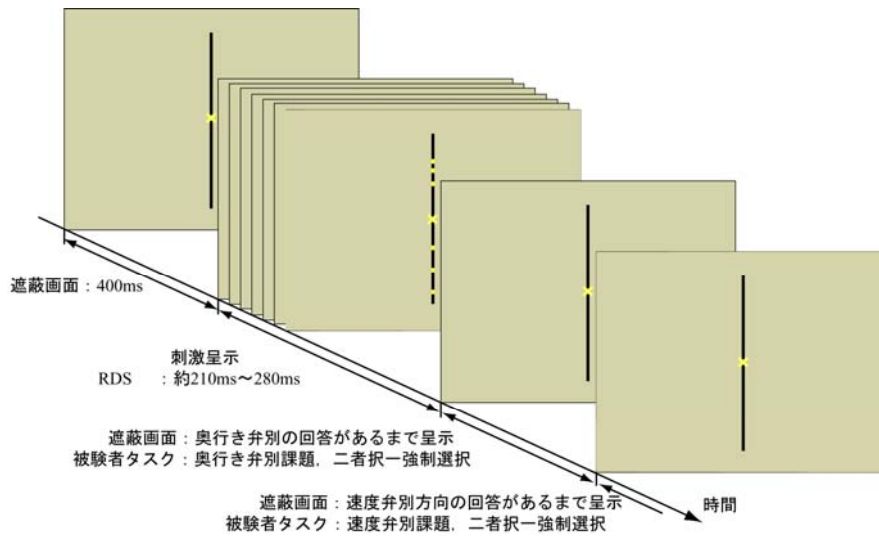 遮蔽画面：400ms
刺激呈示
RDS　：約210ms～280ms
遮蔽画面：奥行き弁別の回答があるまで呈示
被験者タスク：奥行き弁別課題，二者択一強制選択
遮蔽画面：速度弁別方向の回答があるまで呈示
被験者タスク：速度弁別課題，二者択一強制選択
時間